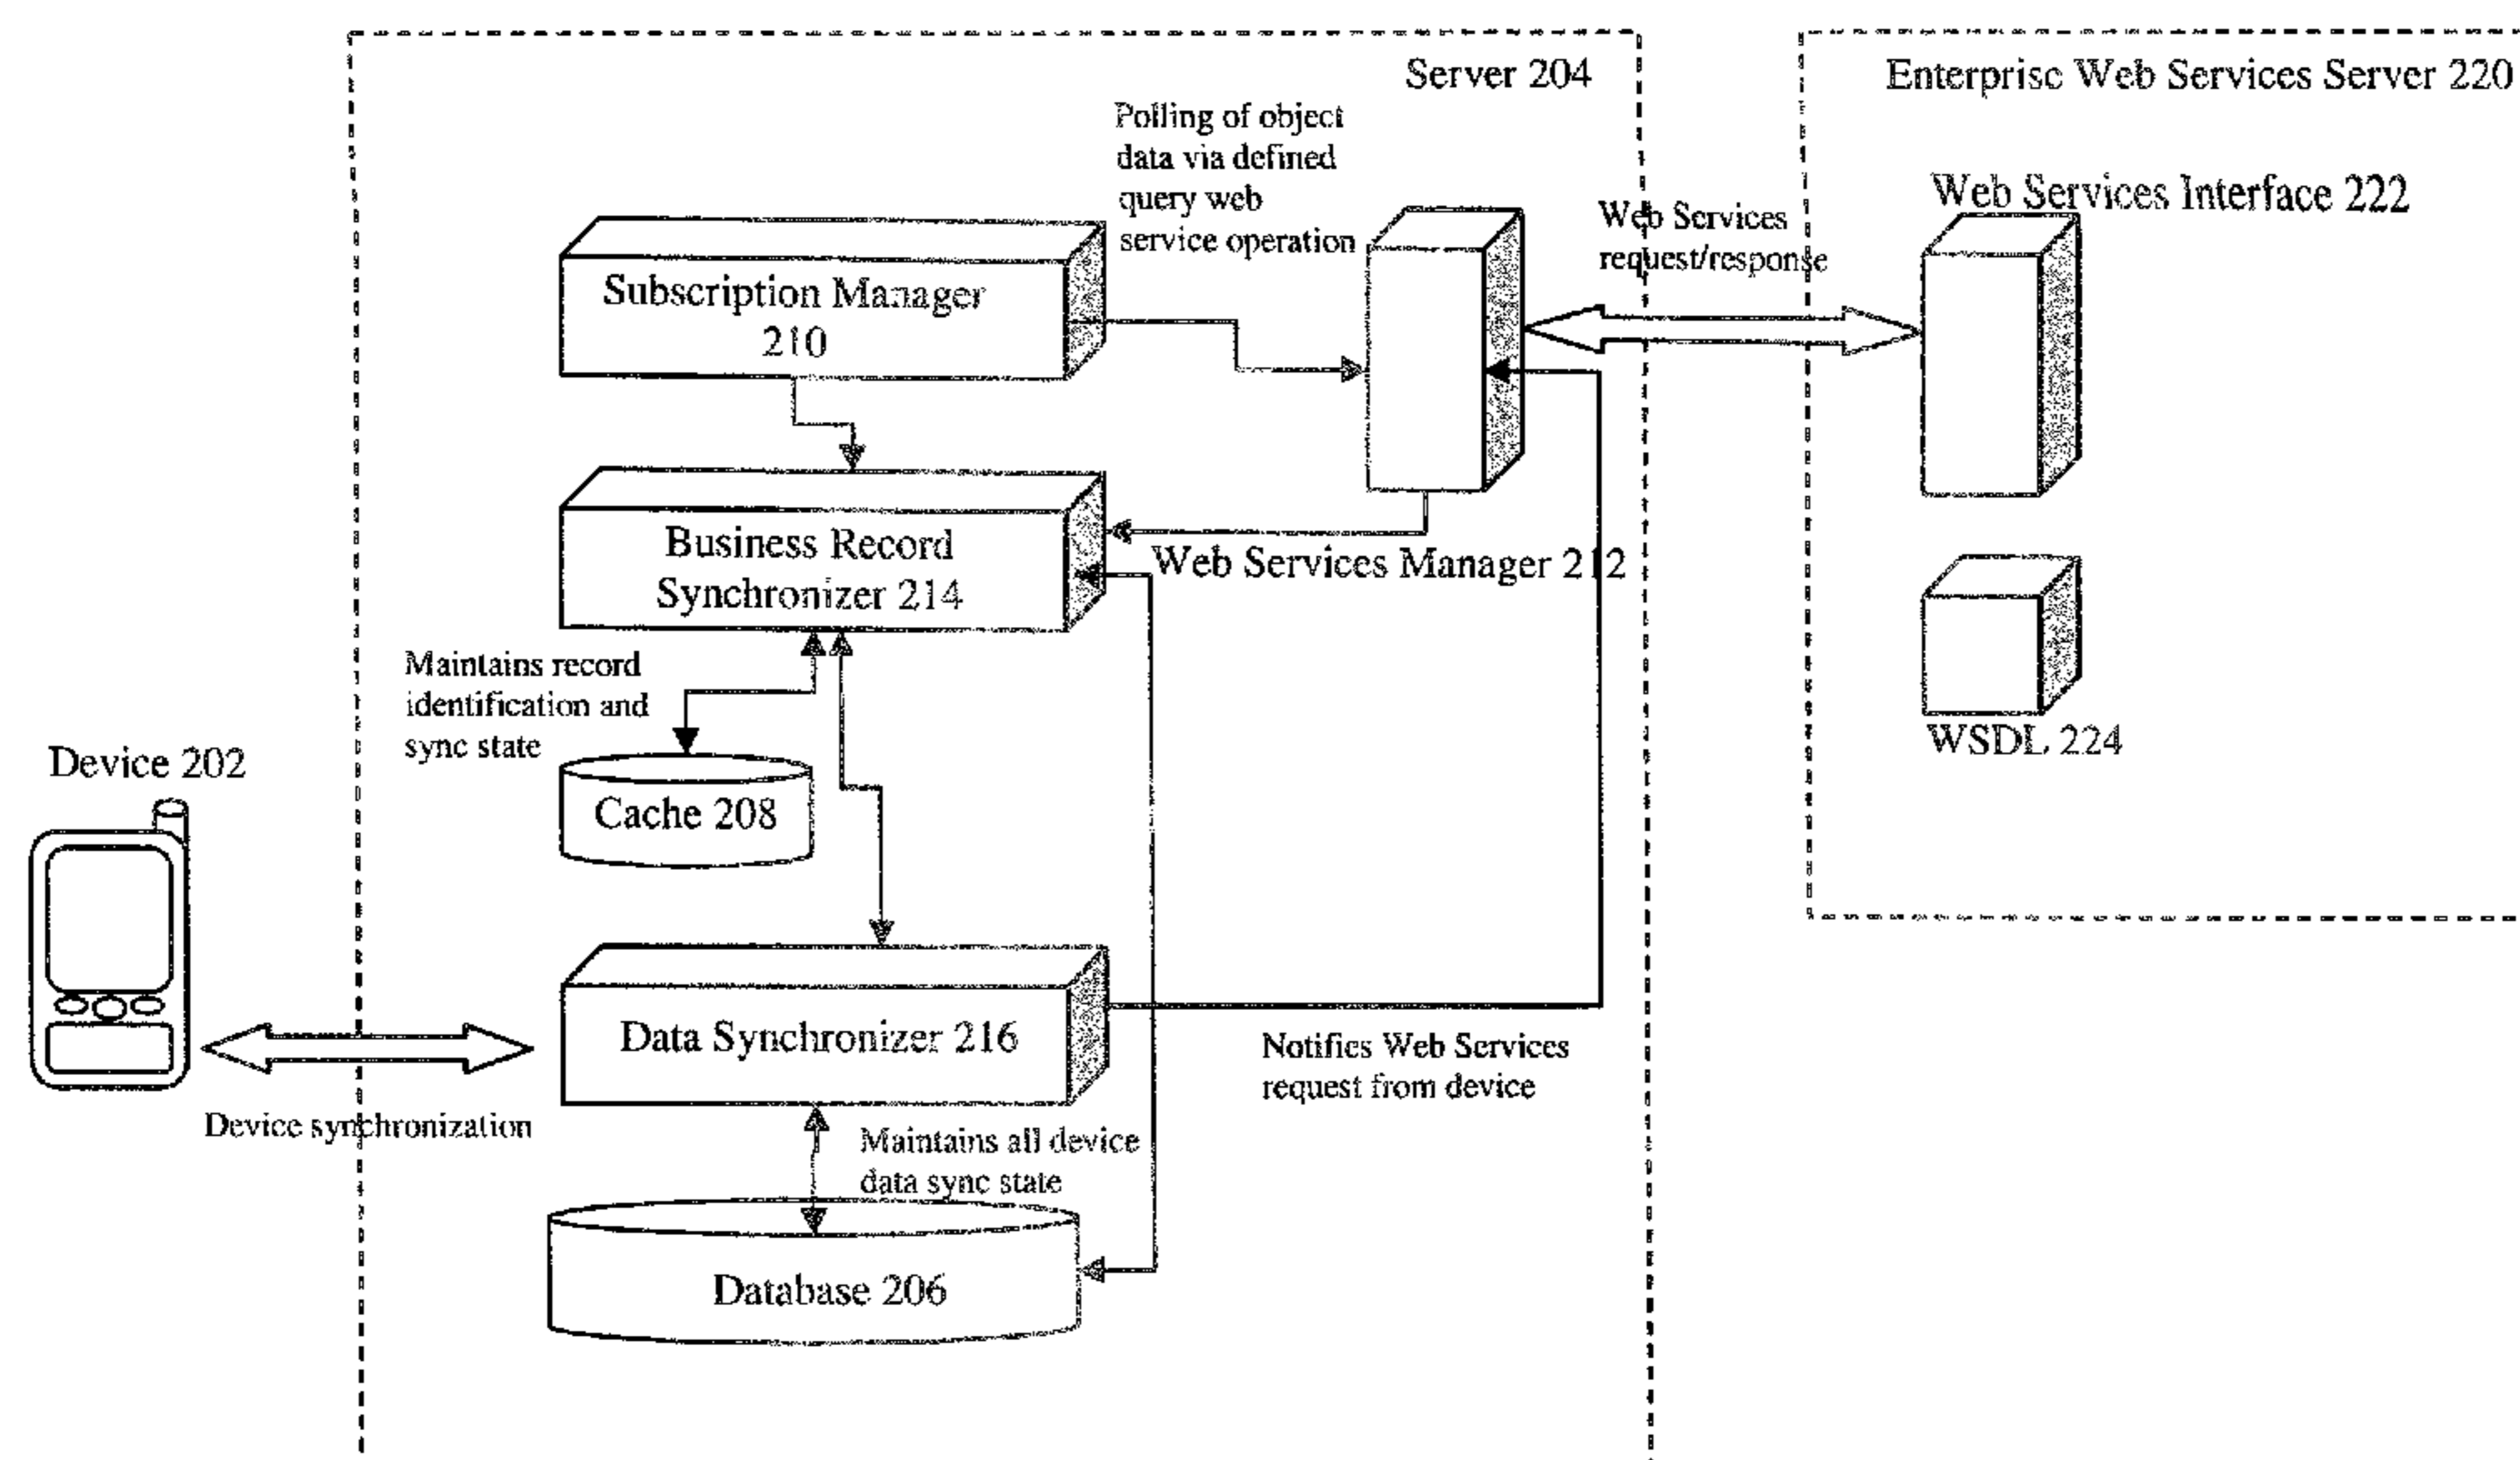 Server 204
Enterprise Web Services Server 220
Polling of object
data via defined
query web
service operation
Web Services
request/response
Web Services Interface 222
Subscription Manager
210
Business Record
Synchronizer 214
Web Services Manager 212
Maintains record
identification and
sync state
WSDL 224
Device 202
Cache 208
Data Synchronizer 216
Notifies Web Services
request from device
Device synchronization
Maintains all device
data sync state
Database 206